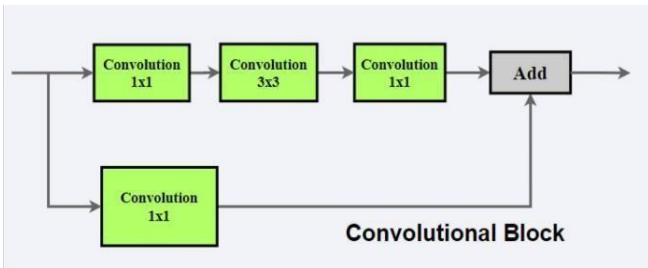 Convolution
1x1
Convolution
3x3
Convolution
1x1
Add
Convolution
1x1
Convolutional Block